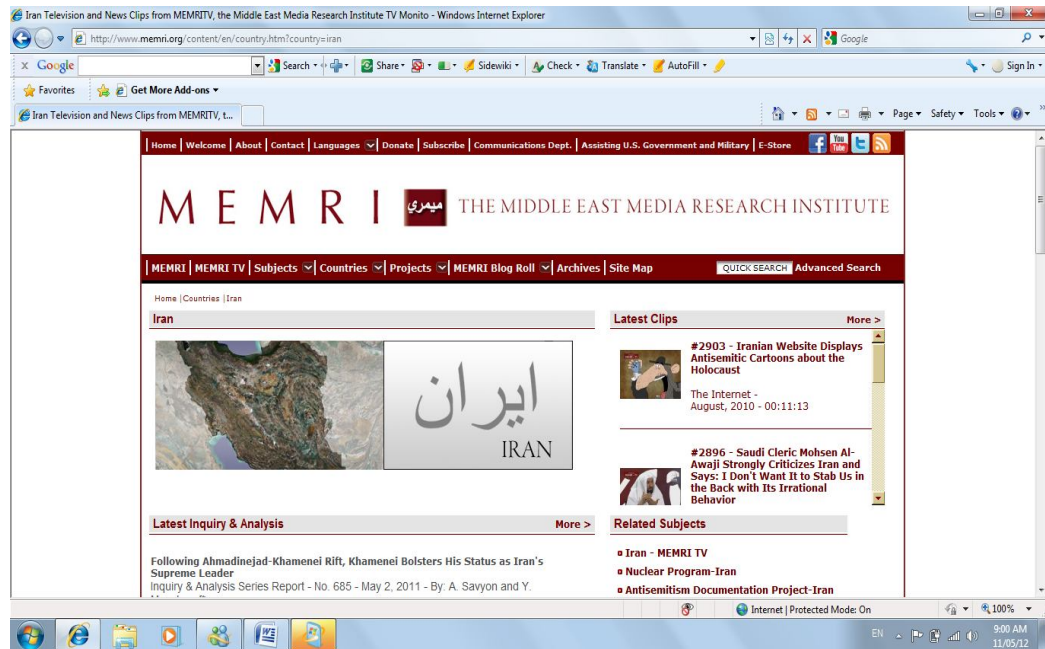 Iran Television and News Clips from MEMRITV, the Middle East Media Research Institute TV Monito - Windows Internet Explorer
http://www.memri.org/content/en/country.htm?country=iran
Google
x Google Search Share Sidewiki Check Translate AutoFill Sign In
Favorites Get More Add-ons
Iran Television and News Clips from MEMRITV, t... Page Safety Tools
Home | Welcome | About | Contact | Languages Donate | Subscribe | Communications Dept. | Assisting U.S. Government and Military | E-Store
You Tube
MEMRI ميمري THE MIDDLE EAST MEDIA RESEARCH INSTITUTE
MEMRI | MEMRI TV | Subjects | Countries | Projects | MEMRI Blog Roll | Archives | Site Map QUICK SEARCH Advanced Search
Home |Countries |Iran
Iran
ایران
IRAN
Latest Clips More >
#2903 - Iranian Website Displays
Antisemitic Cartoons about the
Holocaust
The Internet -
August, 2010 - 00:11:13
#2896 - Saudi Cleric Mohsen Al-
Awaji Strongly Criticizes Iran and
Says: I Don't Want It to Stab Us in
the Back with Its Irrational
Behavior
Latest Inquiry & Analysis More >
Following Ahmadinejad-Khamenei Rift, Khamenei Bolsters His Status as Iran's
Supreme Leader
Inquiry & Analysis Series Report - No. 685 - May 2, 2011 - By: A. Savyon and Y.
Related Subjects
Iran - MEMRI TV
Nuclear Program-Iran
Antisemitism Documentation Project-Iran
Internet | Protected Mode: On 100%
EN 9:00 AM
11/05/12